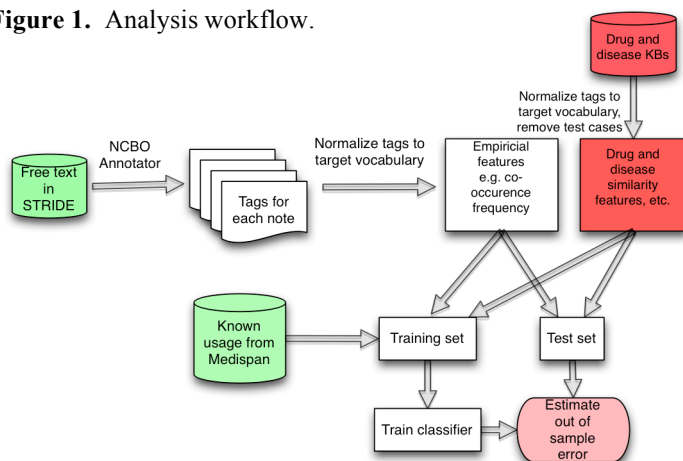 Figure 1. Analysis workflow.
Drug and
disease KBs
Normalize tags to
target vocabulary,
remove test cases
NCBO
Annotator
Normalize tags to
target vocabulary
Free text
in
STRIDE
Tags for
each note
Empiricial
features
e.g. co-
occurence
frequency
Drug and
disease
similarity
features, etc.
Known
usage from
Medispan
Training set
Test set
Train classifier
Estimate
out of
sample
error